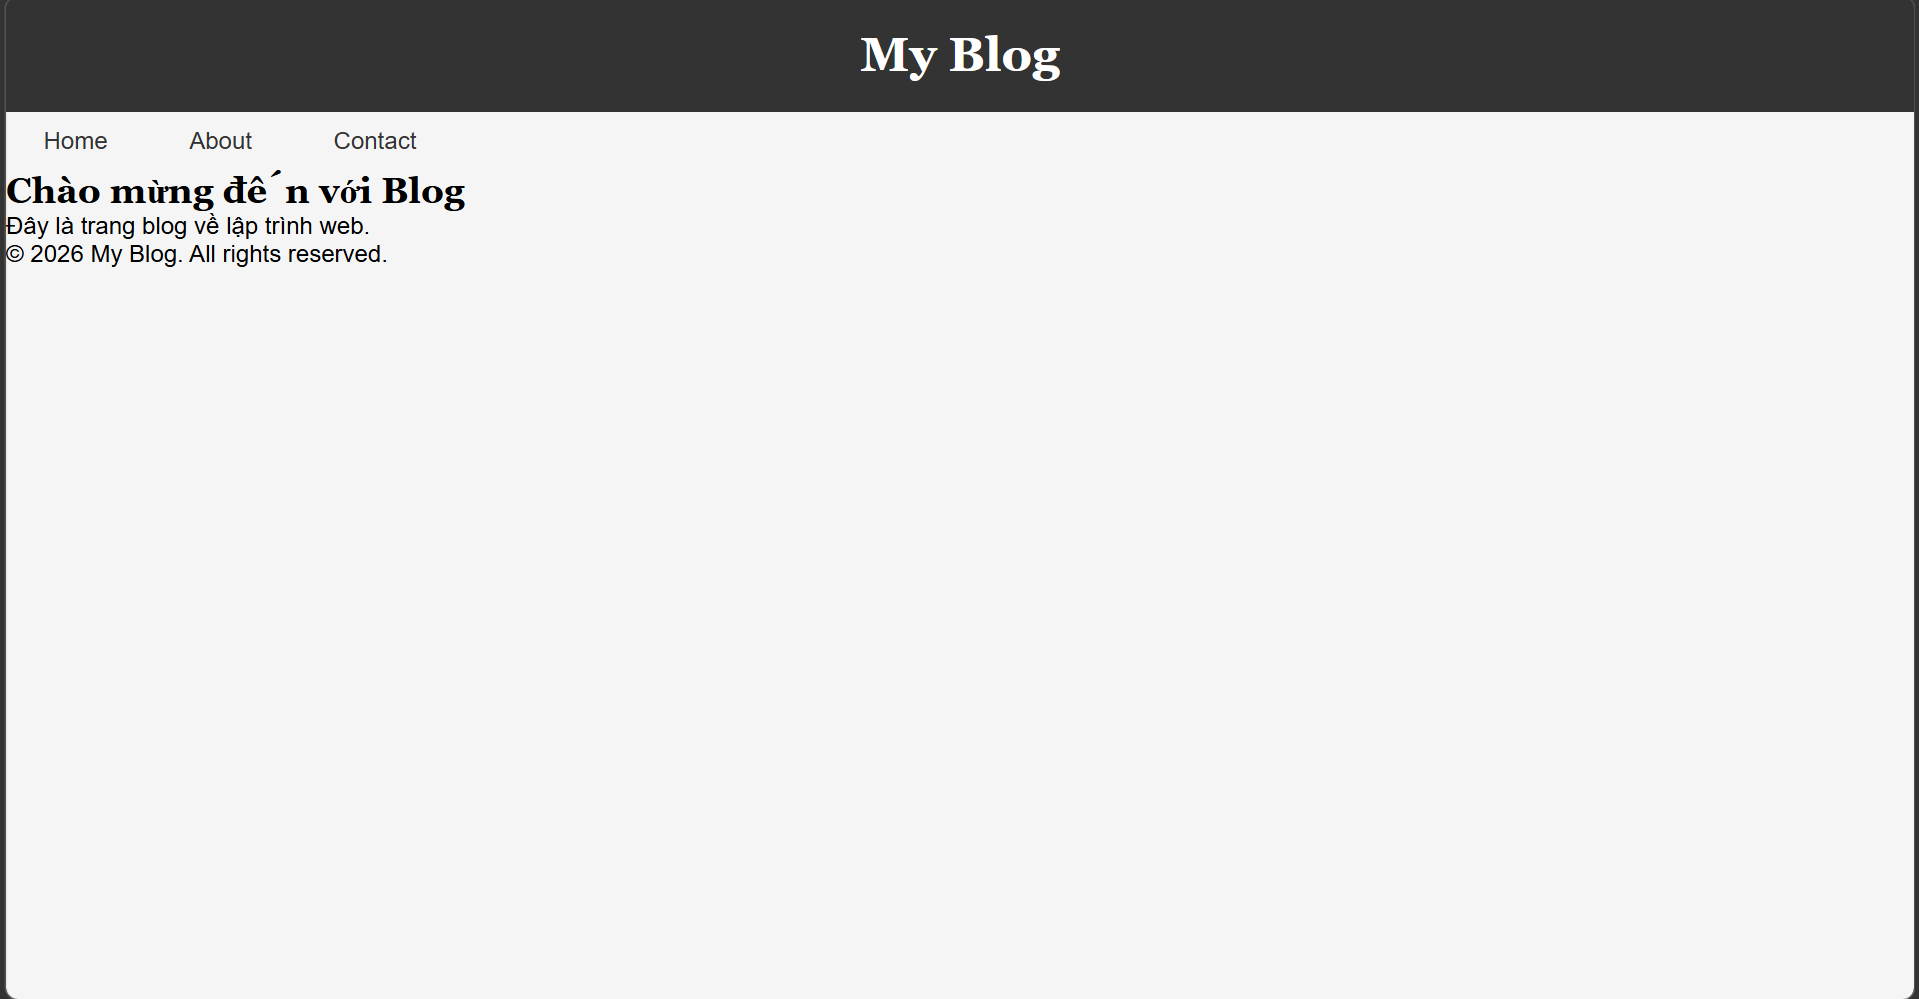 My Blog
Home About Contact
Chào mừng đến với Blog
Đây là trang blog về lập trình web.
© 2026 My Blog. All rights reserved.